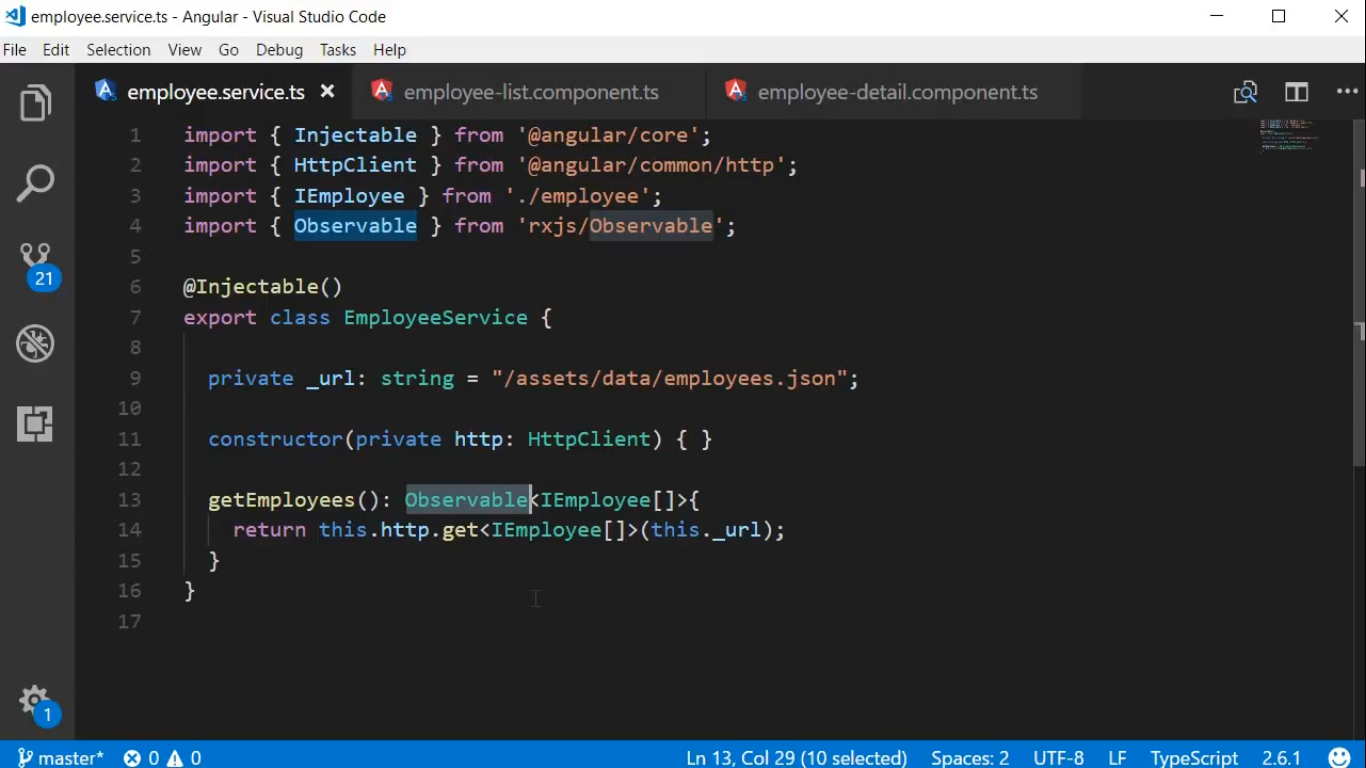 employee.service.ts - Angular - Visual Studio Code
File Edit Selection View Go Debug Tasks Help
employee.service.ts employee-list.component.ts employee-detail.component.ts
1 import { Injectable } from '@angular/core';
2 import { HttpClient } from '@angular/common/http';
3 import { IEmployee } from './employee';
4 import { Observable } from 'rxjs/Observable';
5
6 @Injectable()
7 export class EmployeeService {
8
9 private _url: string = "/assets/data/employees.json";
10
11 constructor(private http: HttpClient) { }
12
13 getEmployees(): Observable<IEmployee[]>{
14 return this.http.get<IEmployee[]>(this._url);
15 }
16 }
17
21
1
master* 0 0 Ln 13, Col 29 (10 selected) Spaces: 2 UTF-8 LF TypeScript 2.6.1